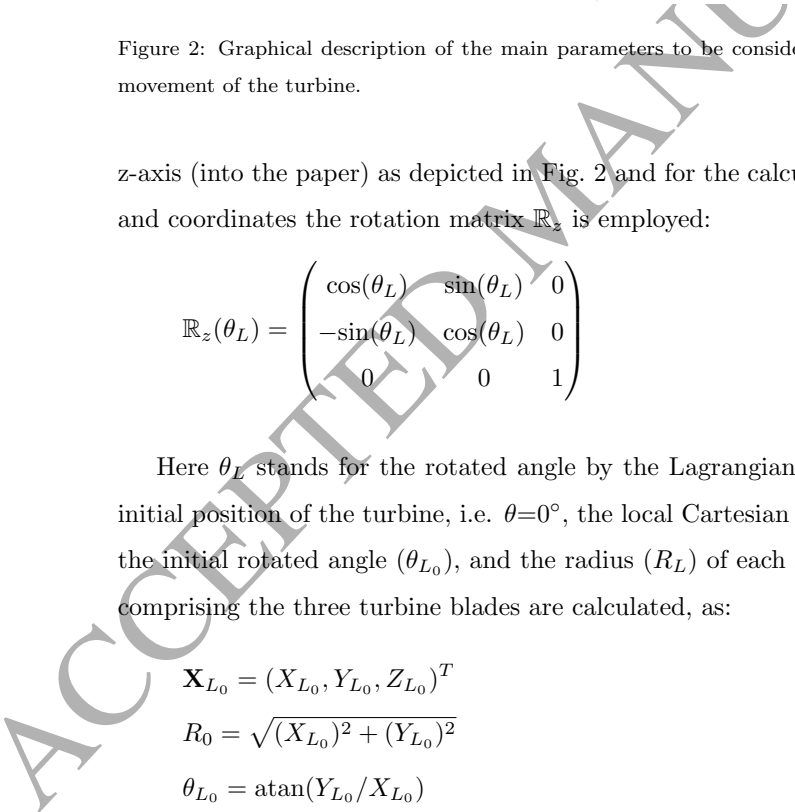 Figure 2: Graphical description of the main parameters to be
movement of the turbine.
z-axis (into the paper) as depicted in Fig. 2 and for the
and coordinates the rotation matrix ℝ_z is employed:
ℝ_z(θ_L) = ( cos(θ_L) sin(θ_L) 0
−sin(θ_L) cos(θ_L) 0
0 0 1 )
Here θ_L stands for the rotated angle by the Lagrangian
initial position of the turbine, i.e. θ=0°, the local Cartesian
the initial rotated angle (θ_{L_0}), and the radius (R_L) of each
comprising the three turbine blades are calculated, as:
𝐗_{L_0} = (X_{L_0}, Y_{L_0}, Z_{L_0})^T
R_0 = √((X_{L_0})^2 + (Y_{L_0})^2)
θ_{L_0} = atan(Y_{L_0}/X_{L_0})
ACCEPTED